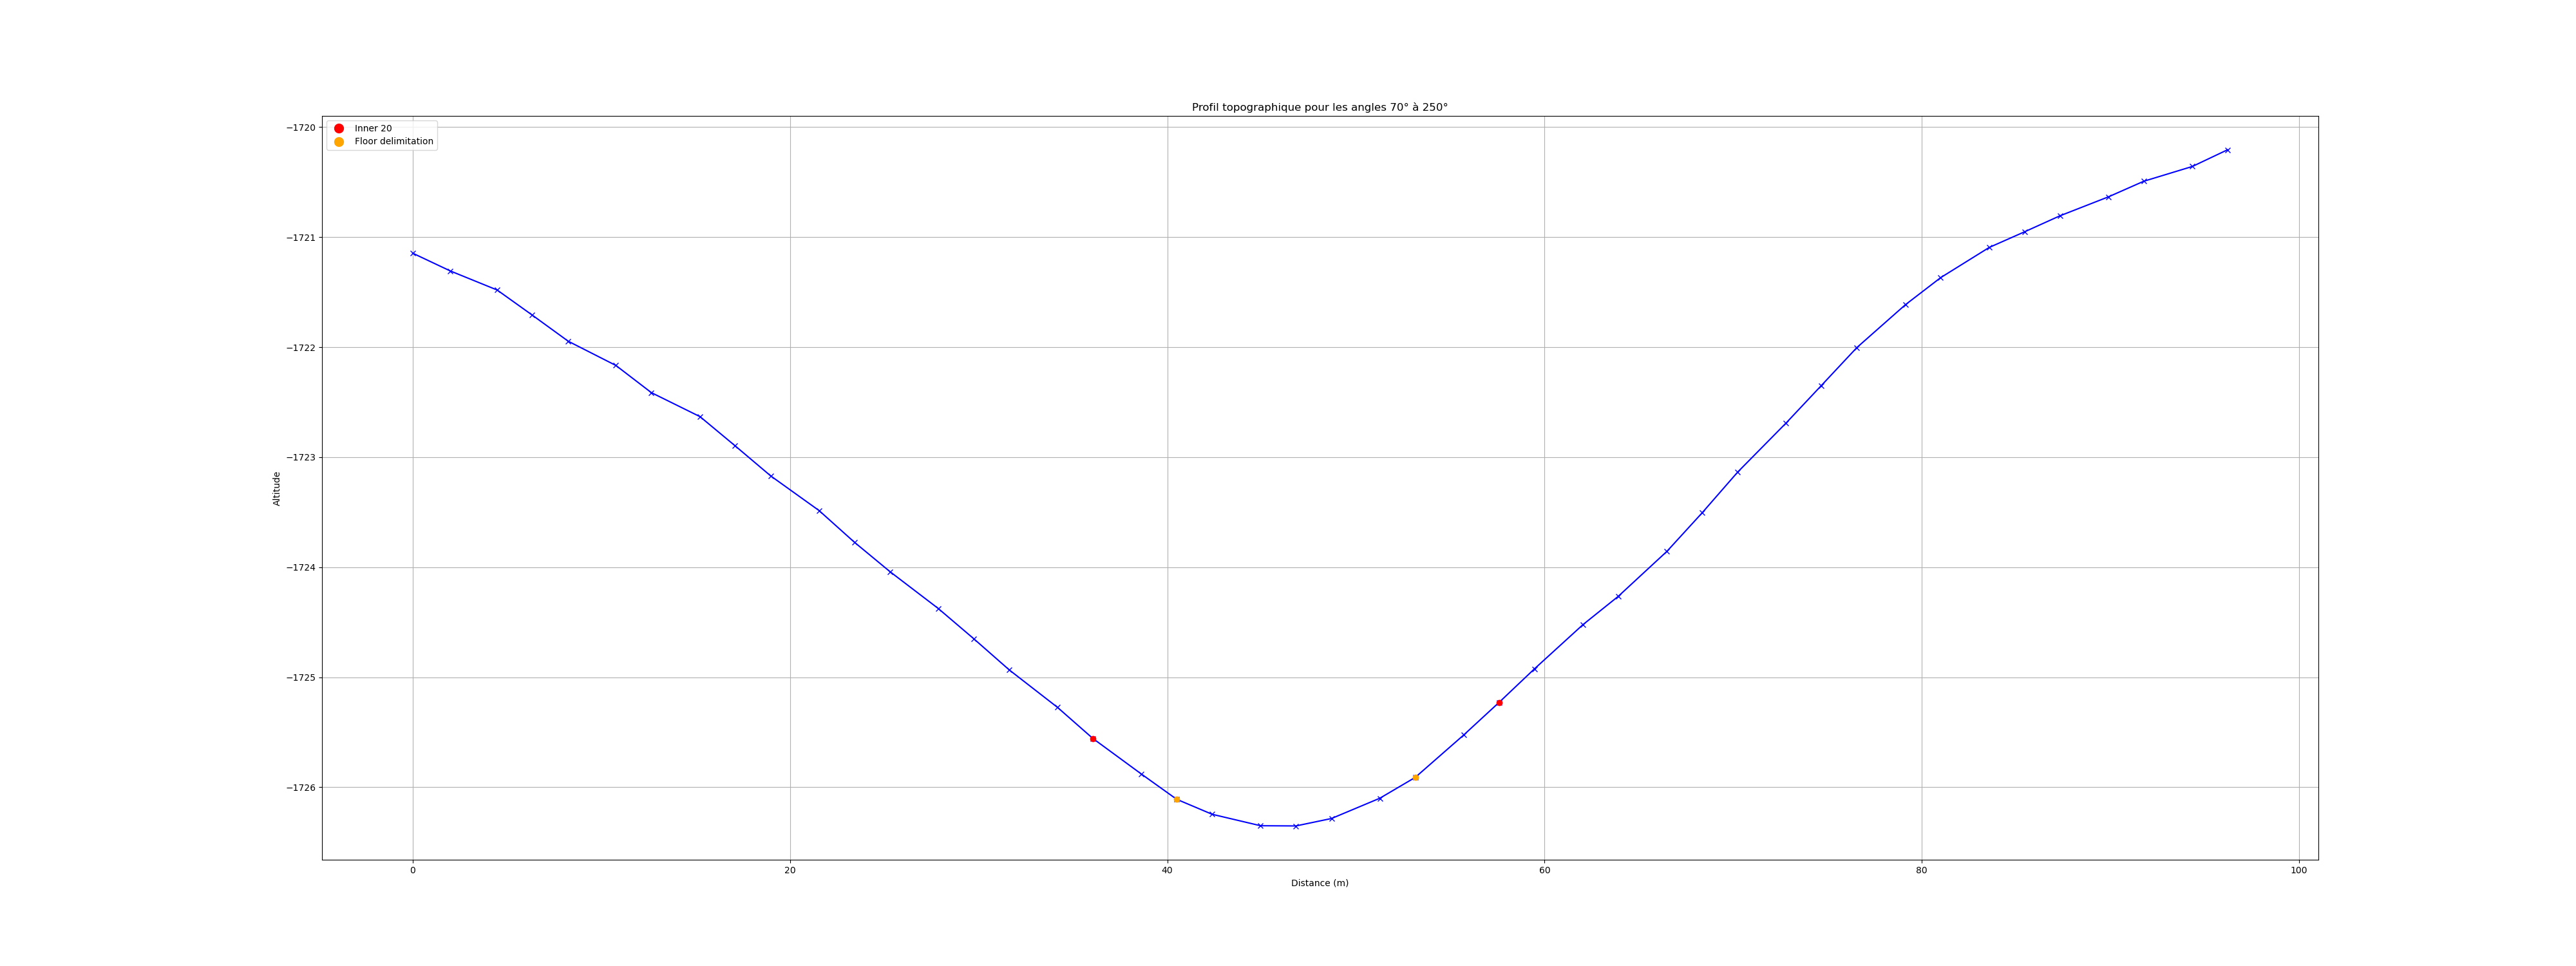 Profil topographique pour les angles 70° à 250°
Inner 20
Floor delimitation
−1720
−1721
−1722
−1723
−1724
−1725
−1726
Altitude
0 20 40 60 80 100
Distance (m)